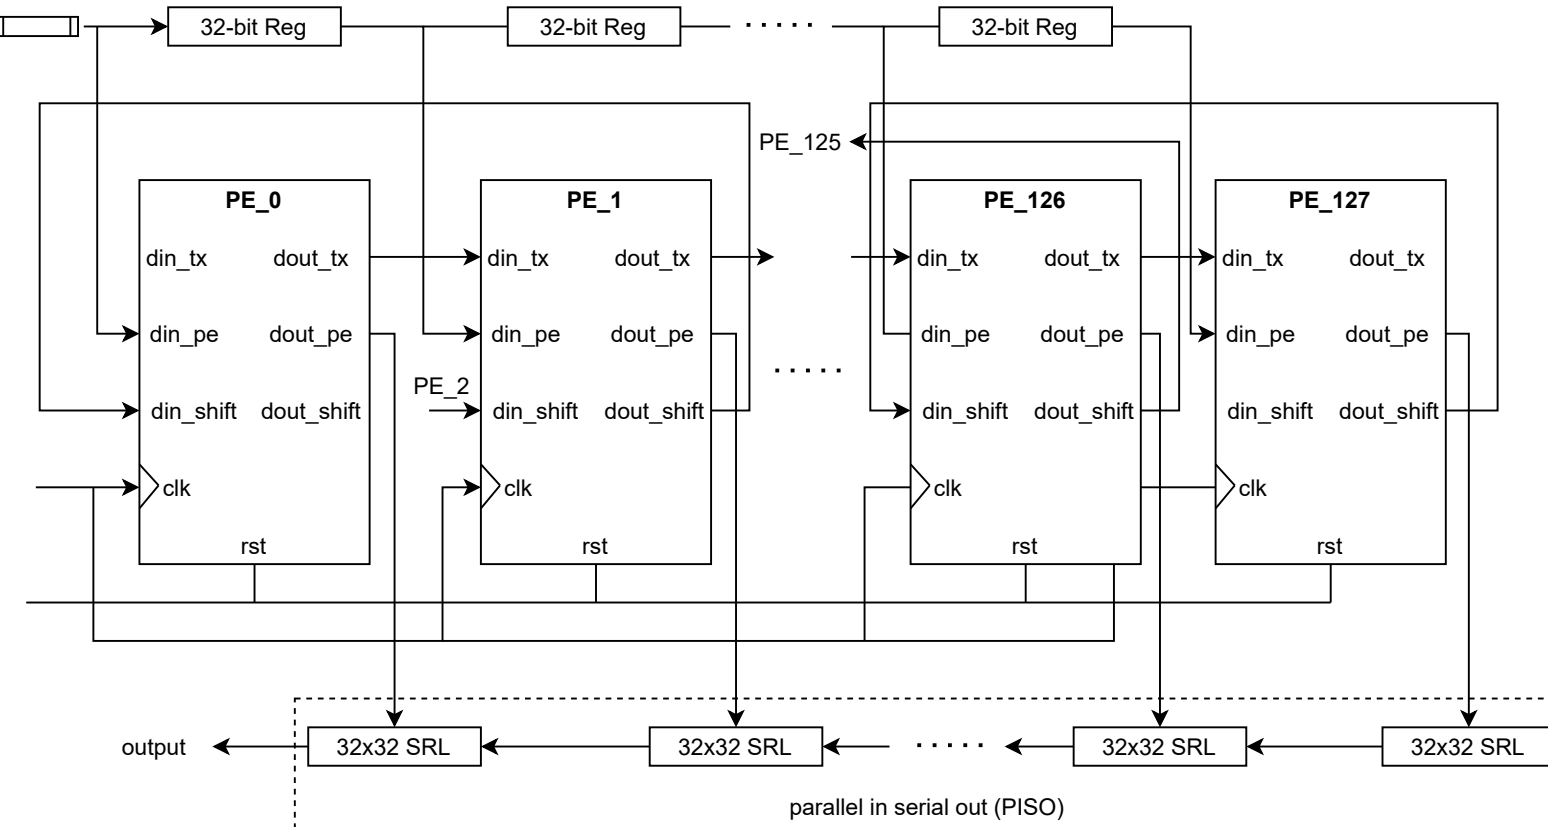 32-bit Reg
32-bit Reg
. . . . .
32-bit Reg
PE_125
PE_0
din_tx
dout_tx
din_pe
dout_pe
din_shift
dout_shift
clk
rst
PE_1
din_tx
dout_tx
din_pe
dout_pe
PE_2
din_shift
dout_shift
clk
rst
. . . . .
PE_126
din_tx
dout_tx
din_pe
dout_pe
din_shift
dout_shift
clk
rst
PE_127
din_tx
dout_tx
din_pe
dout_pe
din_shift
dout_shift
clk
rst
output
32x32 SRL
32x32 SRL
. . . . .
32x32 SRL
32x32 SRL
parallel in serial out (PISO)